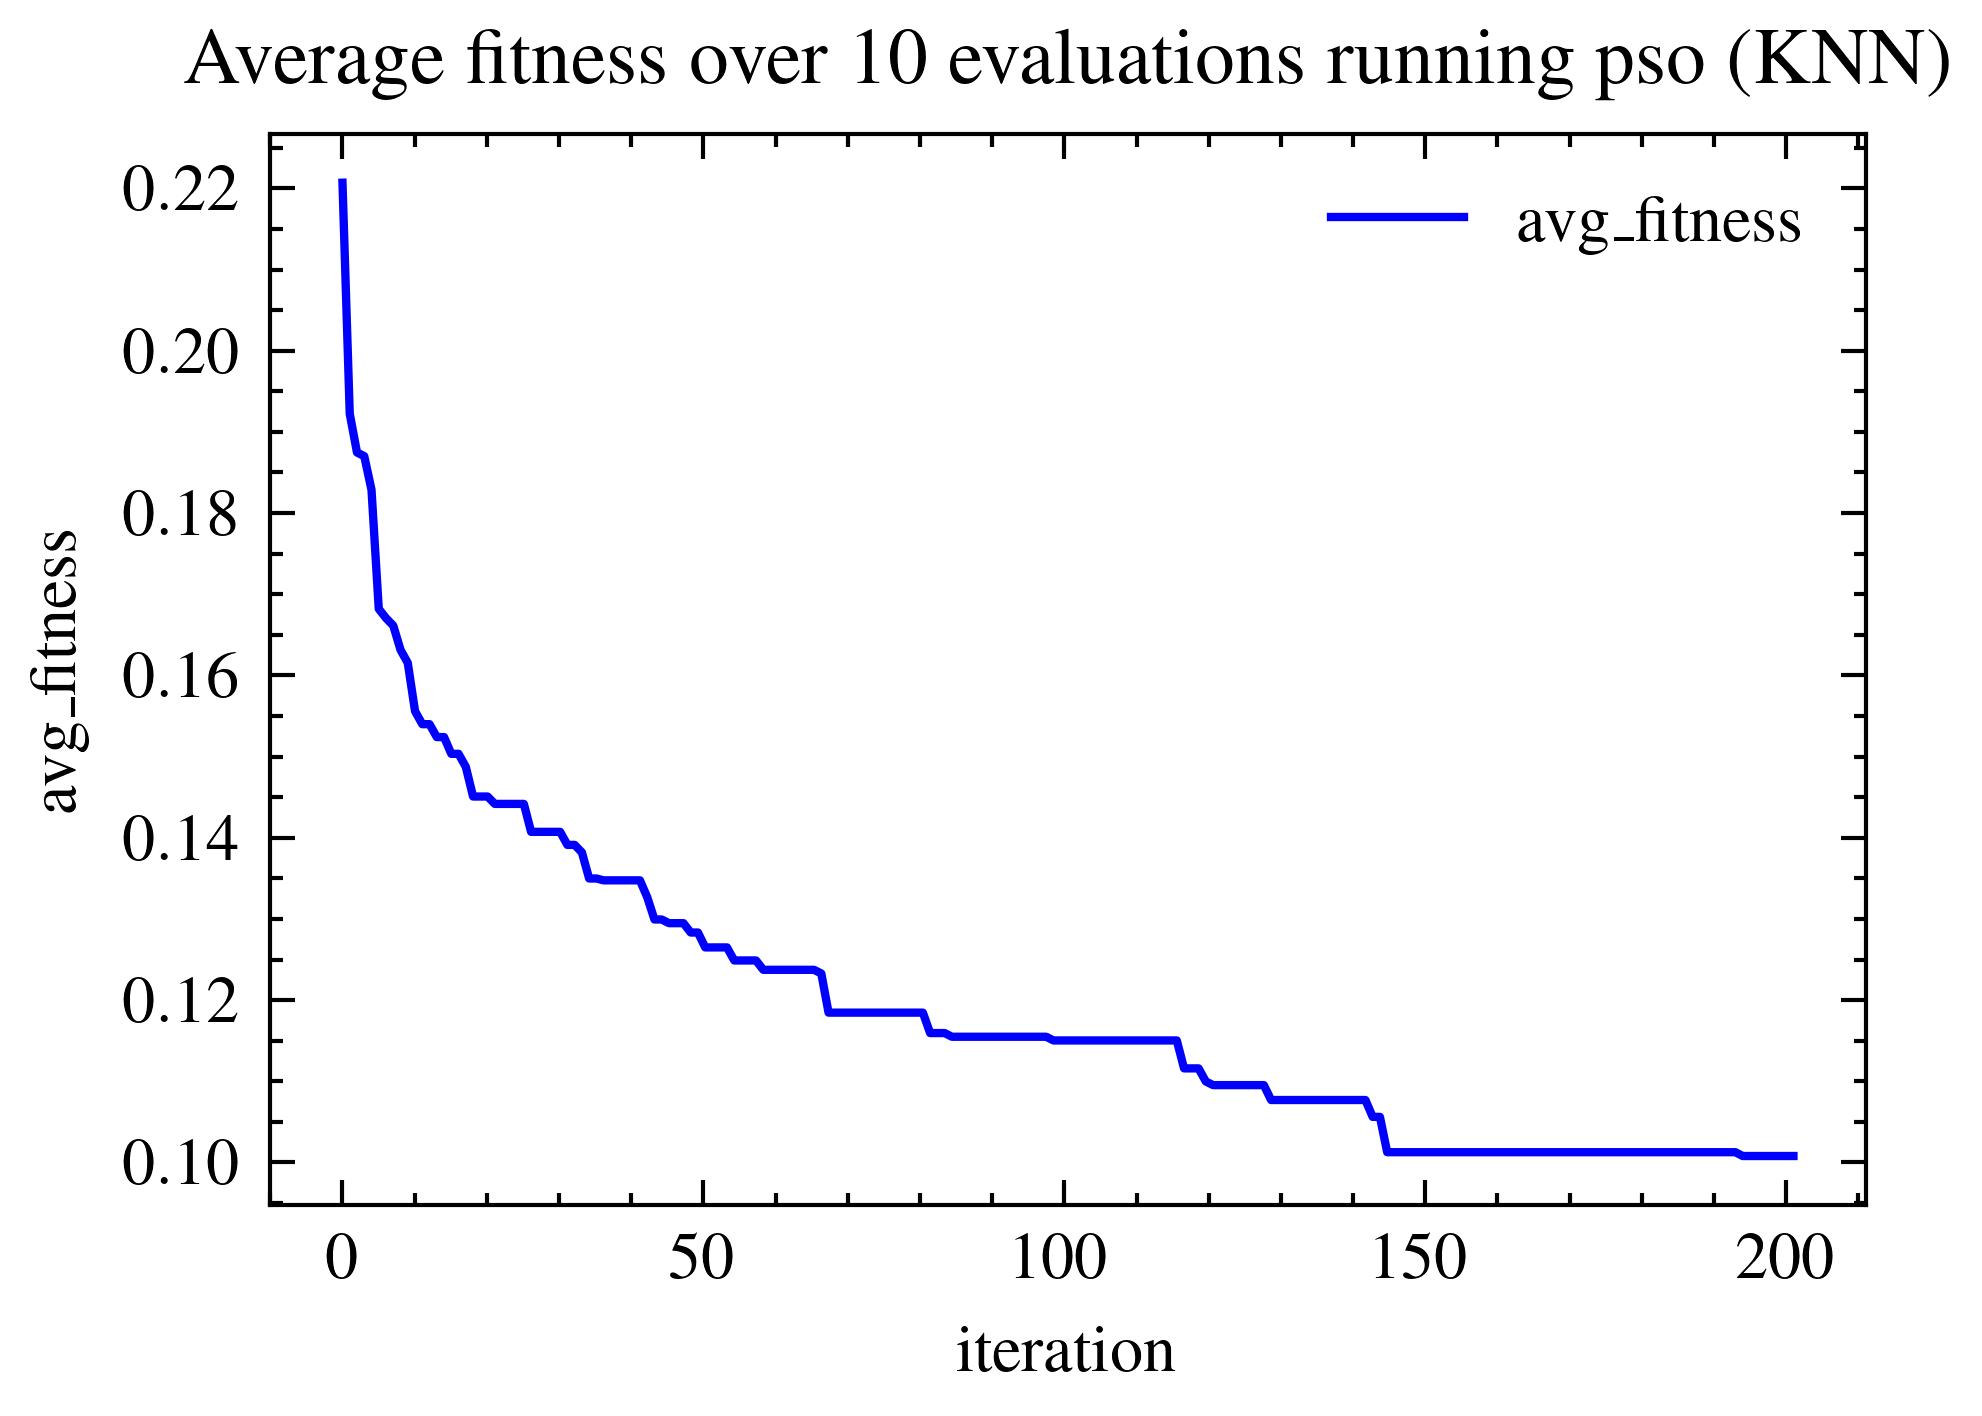 Average fitness over 10 evaluations running pso (KNN)
avg_fitness
0.22
0.20
0.18
0.16
0.14
0.12
0.10
avg_fitness
0 50 100 150 200
iteration